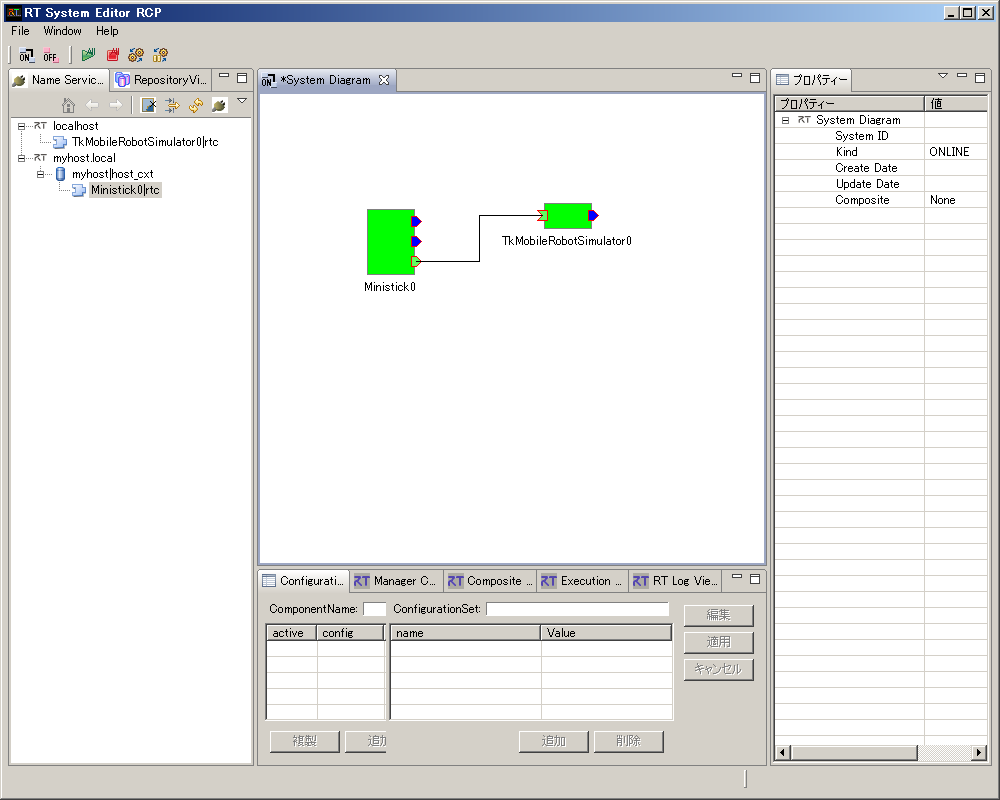 RT System Editor RCP
File Window Help
ON OFF ALL ALL
Name Servic... RepositoryVi...
localhost
TkMobileRobotSimulator0|rtc
myhost.local
myhost|host_cxt
Ministick0|rtc
*System Diagram
TkMobileRobotSimulator0
Ministick0
プロパティー
プロパティー 値
System Diagram
System ID
Kind ONLINE
Create Date
Update Date
Composite None
Configurati... Manager C... Composite ... Execution ... RT Log Vie...
ComponentName: ConfigurationSet:
active config name Value
編集
適用
キャンセル
複製 追加 追加 削除